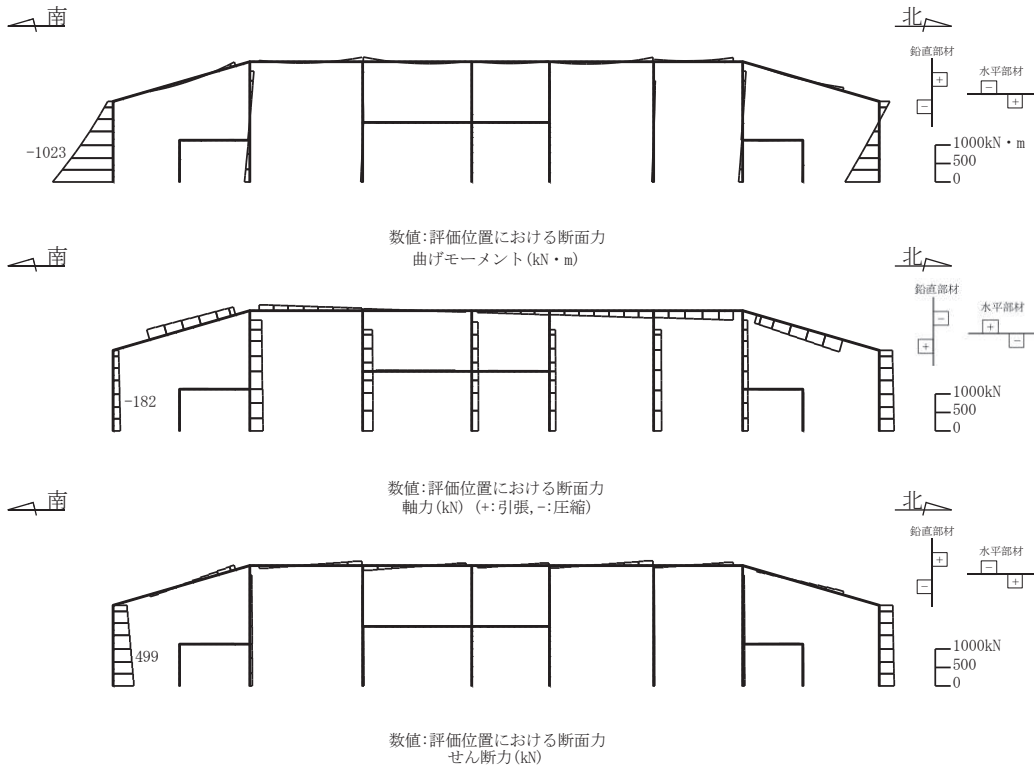 南
北
鉛直部材
水平部材
+
−
−
+
-1023
1000kN・m
500
0
数値:評価位置における断面力
曲げモーメント(kN・m)
南
北
鉛直部材
水平部材
−
+
+
−
-182
1000kN
500
0
数値:評価位置における断面力
軸力(kN) (+:引張,-:圧縮)
南
北
鉛直部材
水平部材
+
−
−
+
499
1000kN
500
0
数値:評価位置における断面力
せん断力(kN)